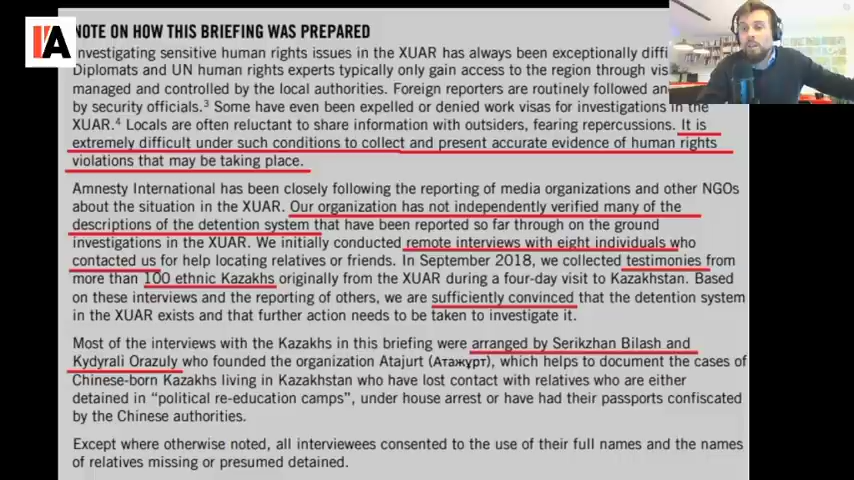 IA
NOTE ON HOW THIS BRIEFING WAS PREPARED
Investigating sensitive human rights issues in the XUAR has always been exceptionally diffi
Diplomats and UN human rights experts typically only gain access to the region through vis
managed and controlled by the local authorities. Foreign reporters are routinely followed an
by security officials.³ Some have even been expelled or denied work visas for investigations in the
XUAR.⁴ Locals are often reluctant to share information with outsiders, fearing repercussions. It is
extremely difficult under such conditions to collect and present accurate evidence of human rights
violations that may be taking place.
Amnesty International has been closely following the reporting of media organizations and other NGOs
about the situation in the XUAR. Our organization has not independently verified many of the
descriptions of the detention system that have been reported so far through on the ground
investigations in the XUAR. We initially conducted remote interviews with eight individuals who
contacted us for help locating relatives or friends. In September 2018, we collected testimonies from
more than 100 ethnic Kazakhs originally from the XUAR during a four-day visit to Kazakhstan. Based
on these interviews and the reporting of others, we are sufficiently convinced that the detention system
in the XUAR exists and that further action needs to be taken to investigate it.
Most of the interviews with the Kazakhs in this briefing were arranged by Serikzhan Bilash and
Kydyrali Orazuly who founded the organization Atajurt (Атажұрт), which helps to document the cases of
Chinese-born Kazakhs living in Kazakhstan who have lost contact with relatives who are either
detained in “political re-education camps”, under house arrest or have had their passports confiscated
by the Chinese authorities.
Except where otherwise noted, all interviewees consented to the use of their full names and the names
of relatives missing or presumed detained.